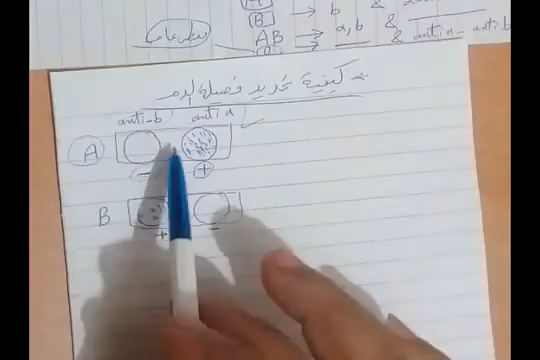 A
B → b &
AB → a,b & anti a - anti b
كيفية تحديد فصيلة الدم
anti-b anti a
A
- +
B
+ -